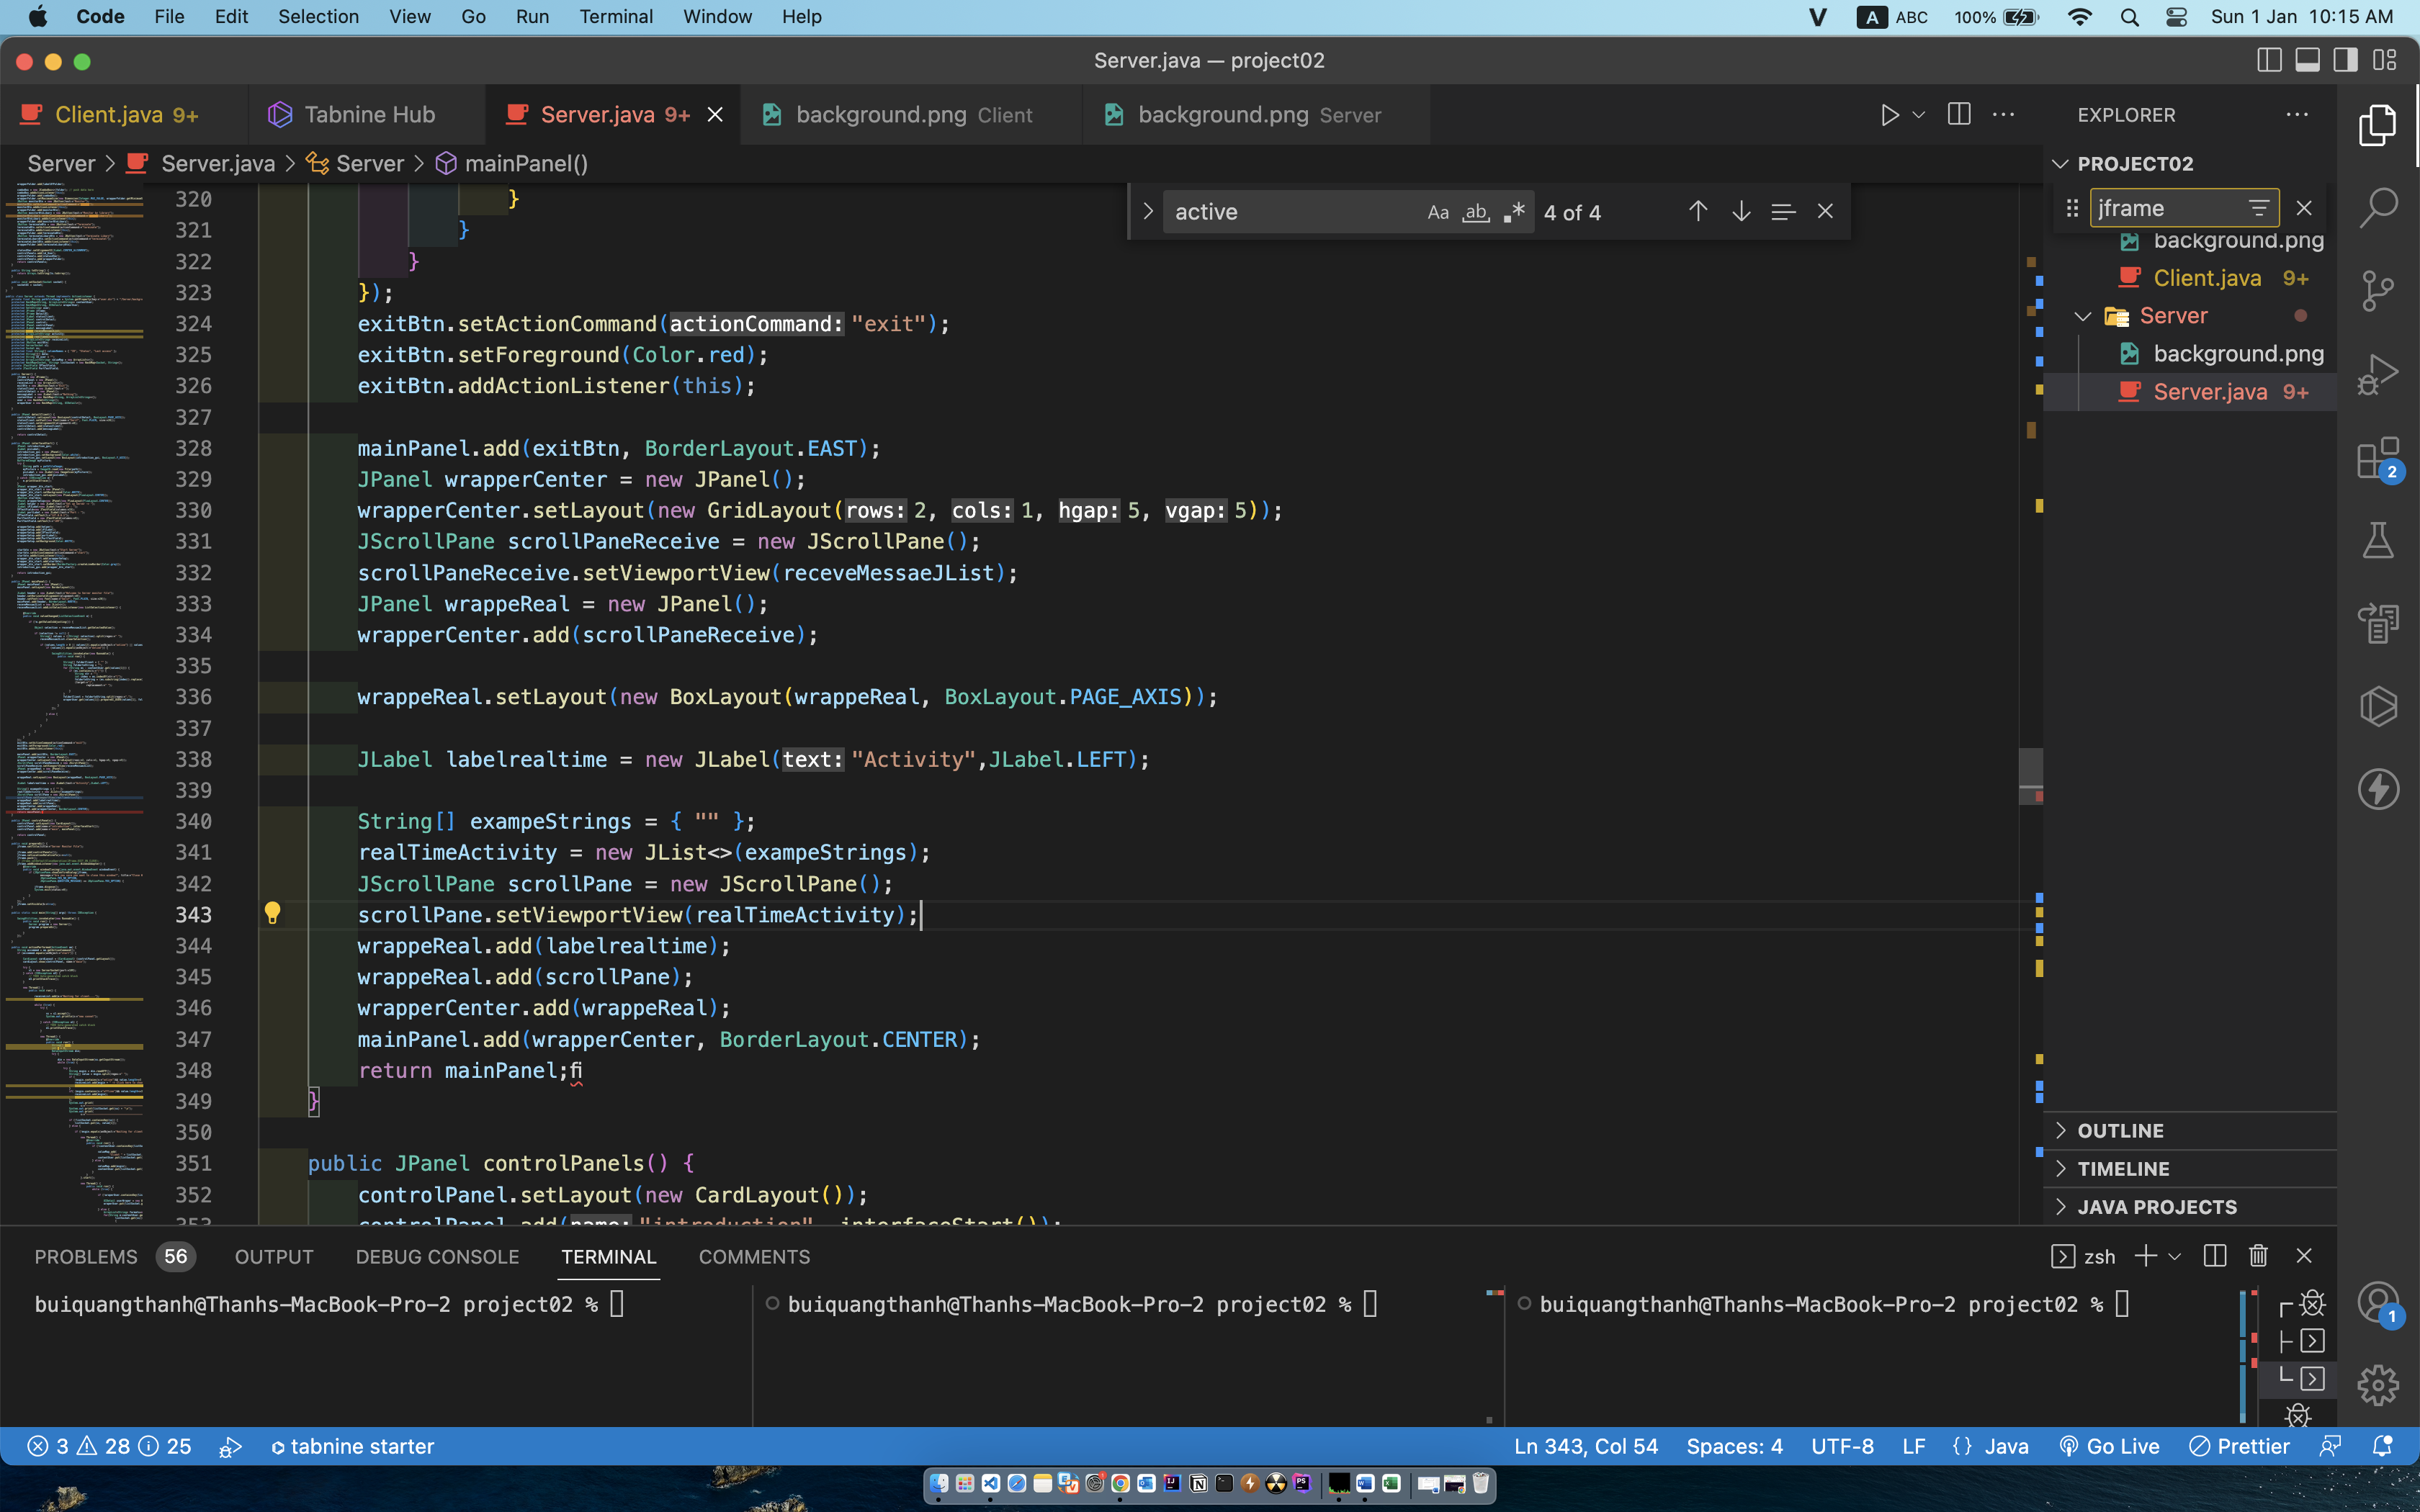 Code File Edit Selection View Go Run Terminal Window Help
A ABC 100% Sun 1 Jan 10:15 AM
Server.java — project02
Client.java 9+ Tabnine Hub Server.java 9+ background.png Client background.png Server
Server > Server.java > Server > mainPanel()
active Aa ab 4 of 4
320 }
321 }
322 }
323 });
324 exitBtn.setActionCommand(actionCommand: "exit");
325 exitBtn.setForeground(Color.red);
326 exitBtn.addActionListener(this);
327
328 mainPanel.add(exitBtn, BorderLayout.EAST);
329 JPanel wrapperCenter = new JPanel();
330 wrapperCenter.setLayout(new GridLayout(rows: 2, cols: 1, hgap: 5, vgap: 5));
331 JScrollPane scrollPaneReceive = new JScrollPane();
332 scrollPaneReceive.setViewportView(receveMessaeJList);
333 JPanel wrappeReal = new JPanel();
334 wrapperCenter.add(scrollPaneReceive);
335
336 wrappeReal.setLayout(new BoxLayout(wrappeReal, BoxLayout.PAGE_AXIS));
337
338 JLabel labelrealtime = new JLabel(text: "Activity",JLabel.LEFT);
339
340 String[] exampeStrings = { "" };
341 realTimeActivity = new JList<>(exampeStrings);
342 JScrollPane scrollPane = new JScrollPane();
343 scrollPane.setViewportView(realTimeActivity);
344 wrappeReal.add(labelrealtime);
345 wrappeReal.add(scrollPane);
346 wrapperCenter.add(wrappeReal);
347 mainPanel.add(wrapperCenter, BorderLayout.CENTER);
348 return mainPanel;ﬁ
349 }
350
351 public JPanel controlPanels() {
352 controlPanel.setLayout(new CardLayout());
353 controlPanel.add(name: "introduction", interfaceStart());
EXPLORER
PROJECT02
jframe
background.png
Client.java 9+
Server
background.png
Server.java 9+
OUTLINE
TIMELINE
JAVA PROJECTS
2
1
PROBLEMS 56 OUTPUT DEBUG CONSOLE TERMINAL COMMENTS zsh
buiquangthanh@Thanhs-MacBook-Pro-2 project02 %
buiquangthanh@Thanhs-MacBook-Pro-2 project02 %
buiquangthanh@Thanhs-MacBook-Pro-2 project02 %
3 28 25 tabnine starter Ln 343, Col 54 Spaces: 4 UTF-8 LF {} Java Go Live Prettier